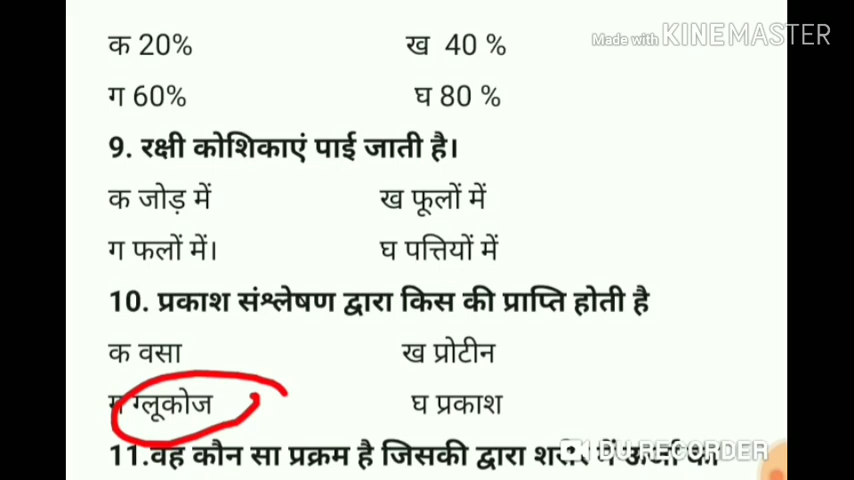 क 20% ख 40 %
Made with KINEMASTER
ग 60% घ 80 %
9. रक्षी कोशिकाएं पाई जाती है।
क जोड़ में ख फूलों में
ग फलों में। घ पत्तियों में
10. प्रकाश संश्लेषण द्वारा किस की प्राप्ति होती है
क वसा ख प्रोटीन
ग ग्लूकोज घ प्रकाश
11.वह कौन सा प्रक्रम है जिसकी द्वारा
DU RECORDER